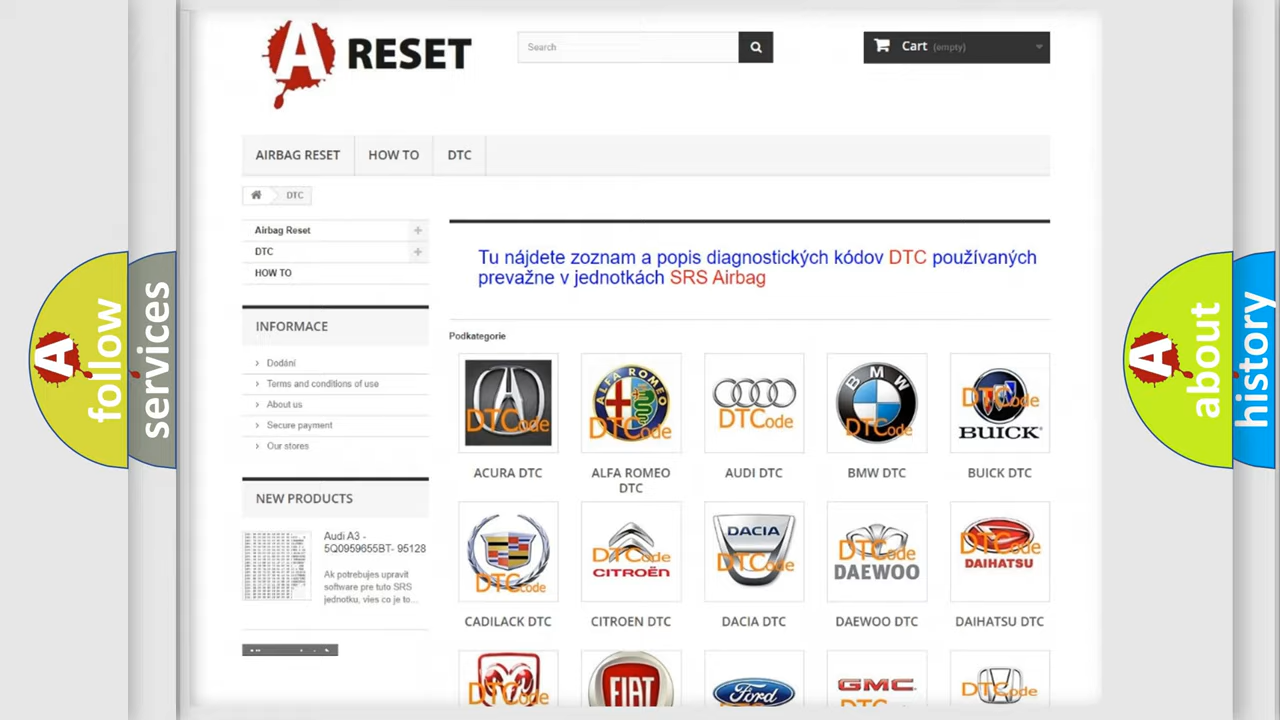 A RESET
Search
Cart (empty)
AIRBAG RESET
HOW TO
DTC
DTC
Airbag Reset
DTC
HOW TO
INFORMACE
Dodání
Terms and conditions of use
About us
Secure payment
Our stores
NEW PRODUCTS
Audi A3 -
5Q0959655BT- 95128
Ak potrebujes upravit
software pre tuto SRS
jednotku, vies co je to...
Tu nájdete zoznam a popis diagnostických kódov DTC používaných
prevažne v jednotkách SRS Airbag
Podkategorie
DTCode
ALFA ROMEO
DTCode
DTCode
BMW
DTCode
DTCode
BUICK
ACURA DTC
ALFA ROMEO
DTC
AUDI DTC
BMW DTC
BUICK DTC
DTCode
DTCode
CITROËN
DACIA
DTCode
DTCode
DAEWOO
DTCode
DAIHATSU
CADILACK DTC
CITROEN DTC
DACIA DTC
DAEWOO DTC
DAIHATSU DTC
DTCode
FIAT
Ford
GMC
DTCode
A follow
services
A about
history